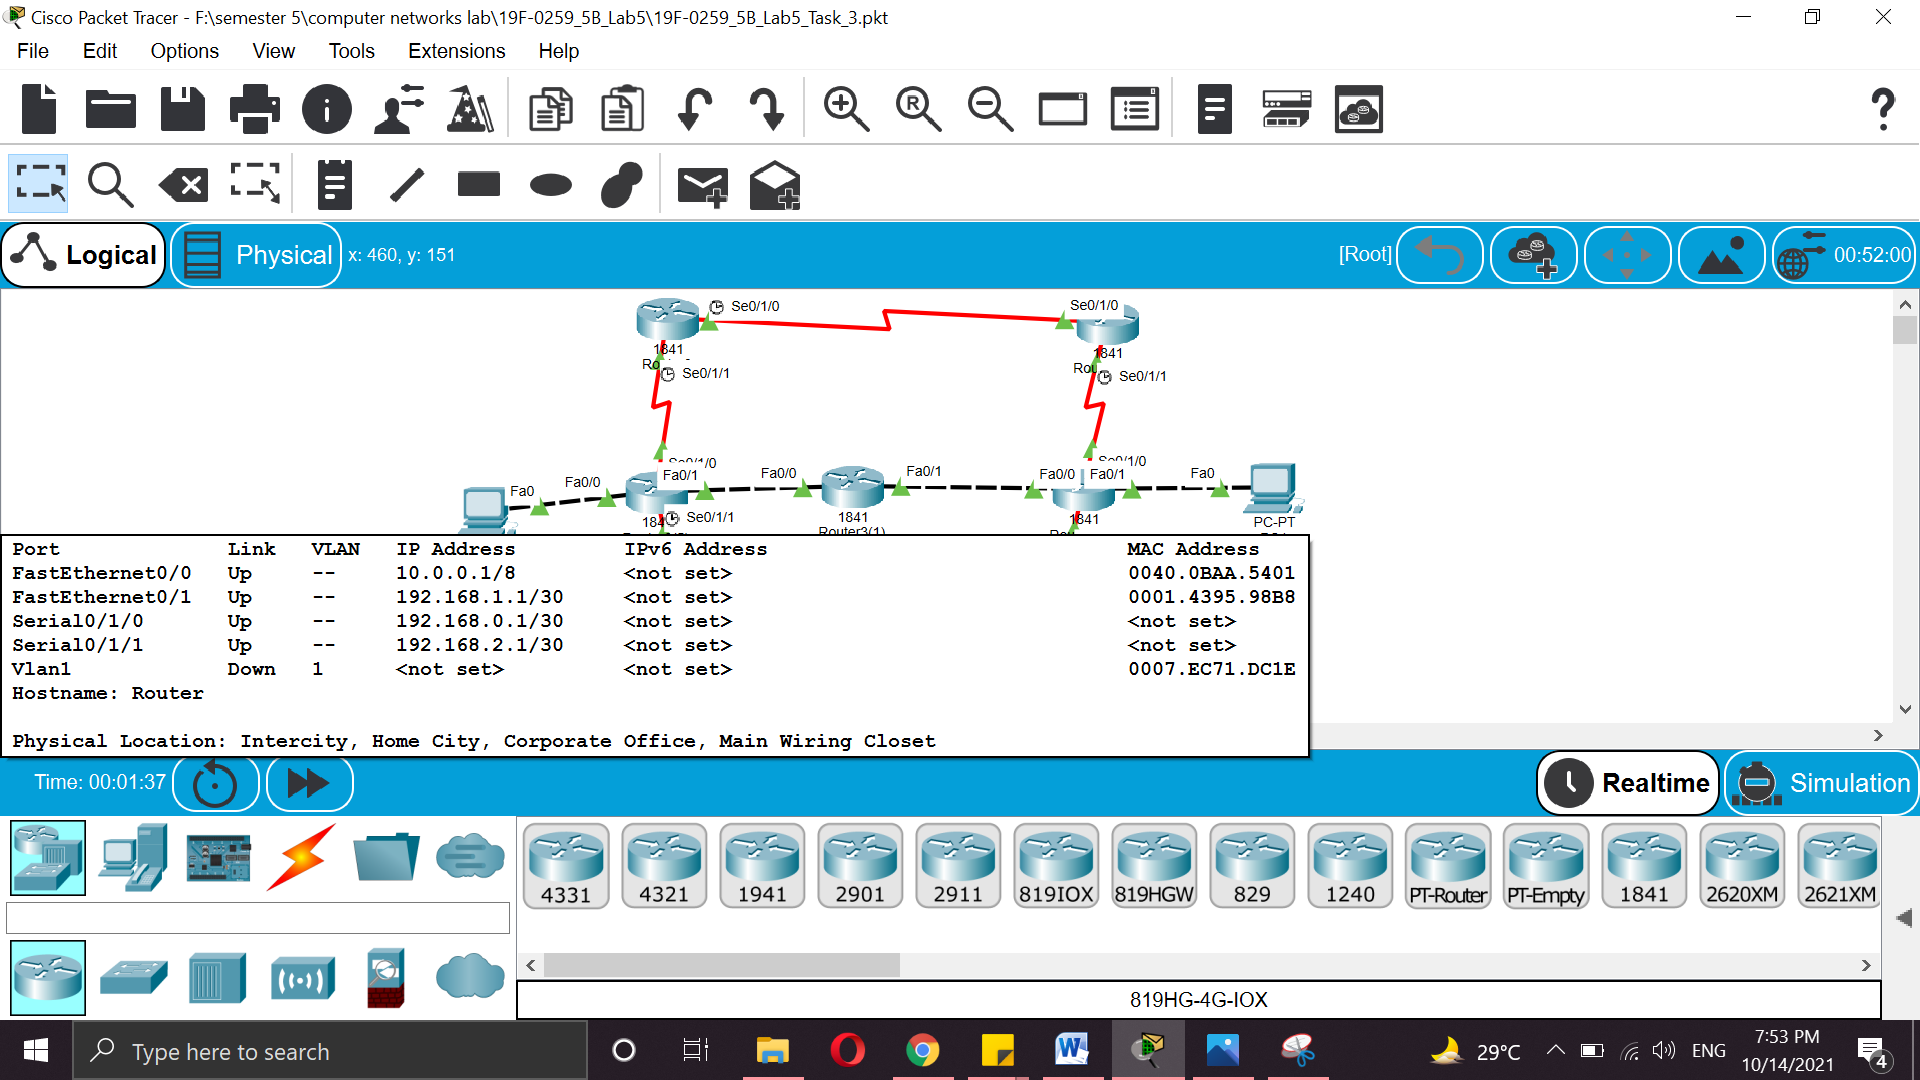 Cisco Packet Tracer - F:\semester 5\computer networks lab\19F-0259_5B_Lab5\19F-0259_5B_Lab5_Task_3.pkt
File Edit Options View Tools Extensions Help
R
Logical Physical x: 460, y: 151 [Root] 00:52:00
Se0/1/0 Se0/1/0
1841 1841
Se0/1/1 Se0/1/1
Fa0 Fa0/0 Fa0/1 Fa0/0 Fa0/1 Fa0/0 Fa0/1 Fa0
Se0/1/1 1841 1841 PC-PT
Router3(1)
Port Link VLAN IP Address IPv6 Address MAC Address
FastEthernet0/0 Up -- 10.0.0.1/8 <not set> 0040.0BAA.5401
FastEthernet0/1 Up -- 192.168.1.1/30 <not set> 0001.4395.98B8
Serial0/1/0 Up -- 192.168.0.1/30 <not set> <not set>
Serial0/1/1 Up -- 192.168.2.1/30 <not set> <not set>
Vlan1 Down 1 <not set> <not set> 0007.EC71.DC1E
Hostname: Router
Physical Location: Intercity, Home City, Corporate Office, Main Wiring Closet
Time: 00:01:37 Realtime Simulation
4331 4321 1941 2901 2911 819IOX 819HGW 829 1240 PT-Router PT-Empty 1841 2620XM 2621XM
819HG-4G-IOX
Type here to search
29°C ENG 7:53 PM
10/14/2021
4